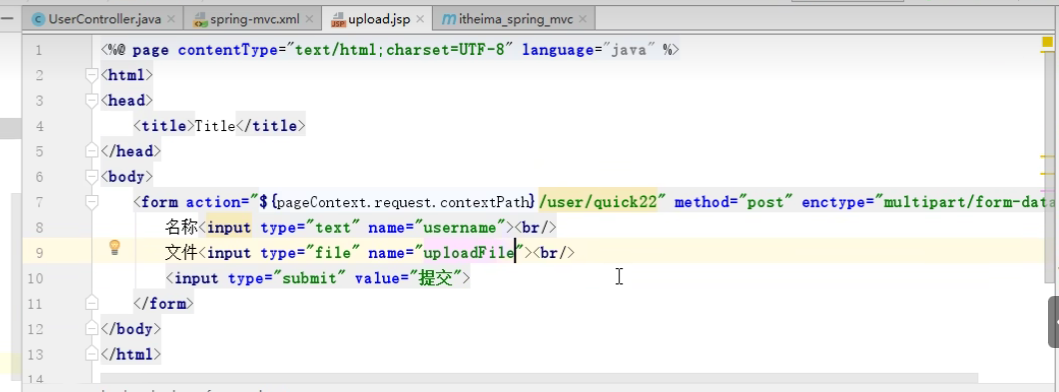 UserController.java × spring-mvc.xml × upload.jsp × itheima_spring_mvc ×
1 <%@ page contentType="text/html;charset=UTF-8" language="java" %>
2 <html>
3 <head>
4 <title>Title</title>
5 </head>
6 <body>
7 <form action="${pageContext.request.contextPath}/user/quick22" method="post" enctype="multipart/form-data
8 名称<input type="text" name="username"><br/>
9 文件<input type="file" name="uploadFile"><br/>
10 <input type="submit" value="提交">
11 </form>
12 </body>
13 </html>
14